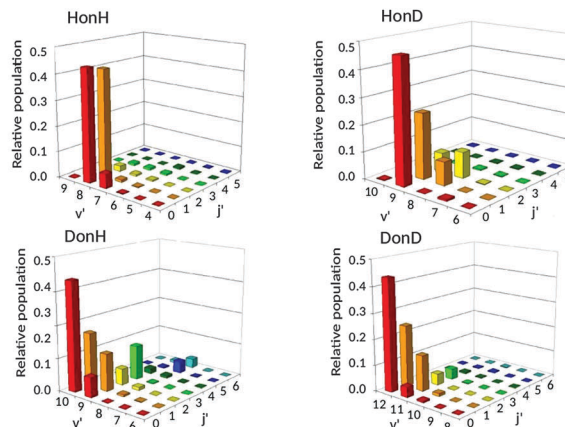 HonH
Relative population
0.5
0.4
0.3
0.2
0.1
0.0
9 8 7 6 5 4
v'
0 1 2 3 4 5
j'
HonD
Relative population
0.5
0.4
0.3
0.2
0.1
0.0
10 9 8 7 6
v'
0 1 2 3 4
j'
DonH
Relative population
0.5
0.4
0.3
0.2
0.1
0.0
10 9 8 7
v'
0 1 2 3 4 5 6
j'
DonD
Relative population
0.5
0.4
0.3
0.2
0.1
0.0
12 11 10 9
v'
0 1 2 3 4 5 6
j'